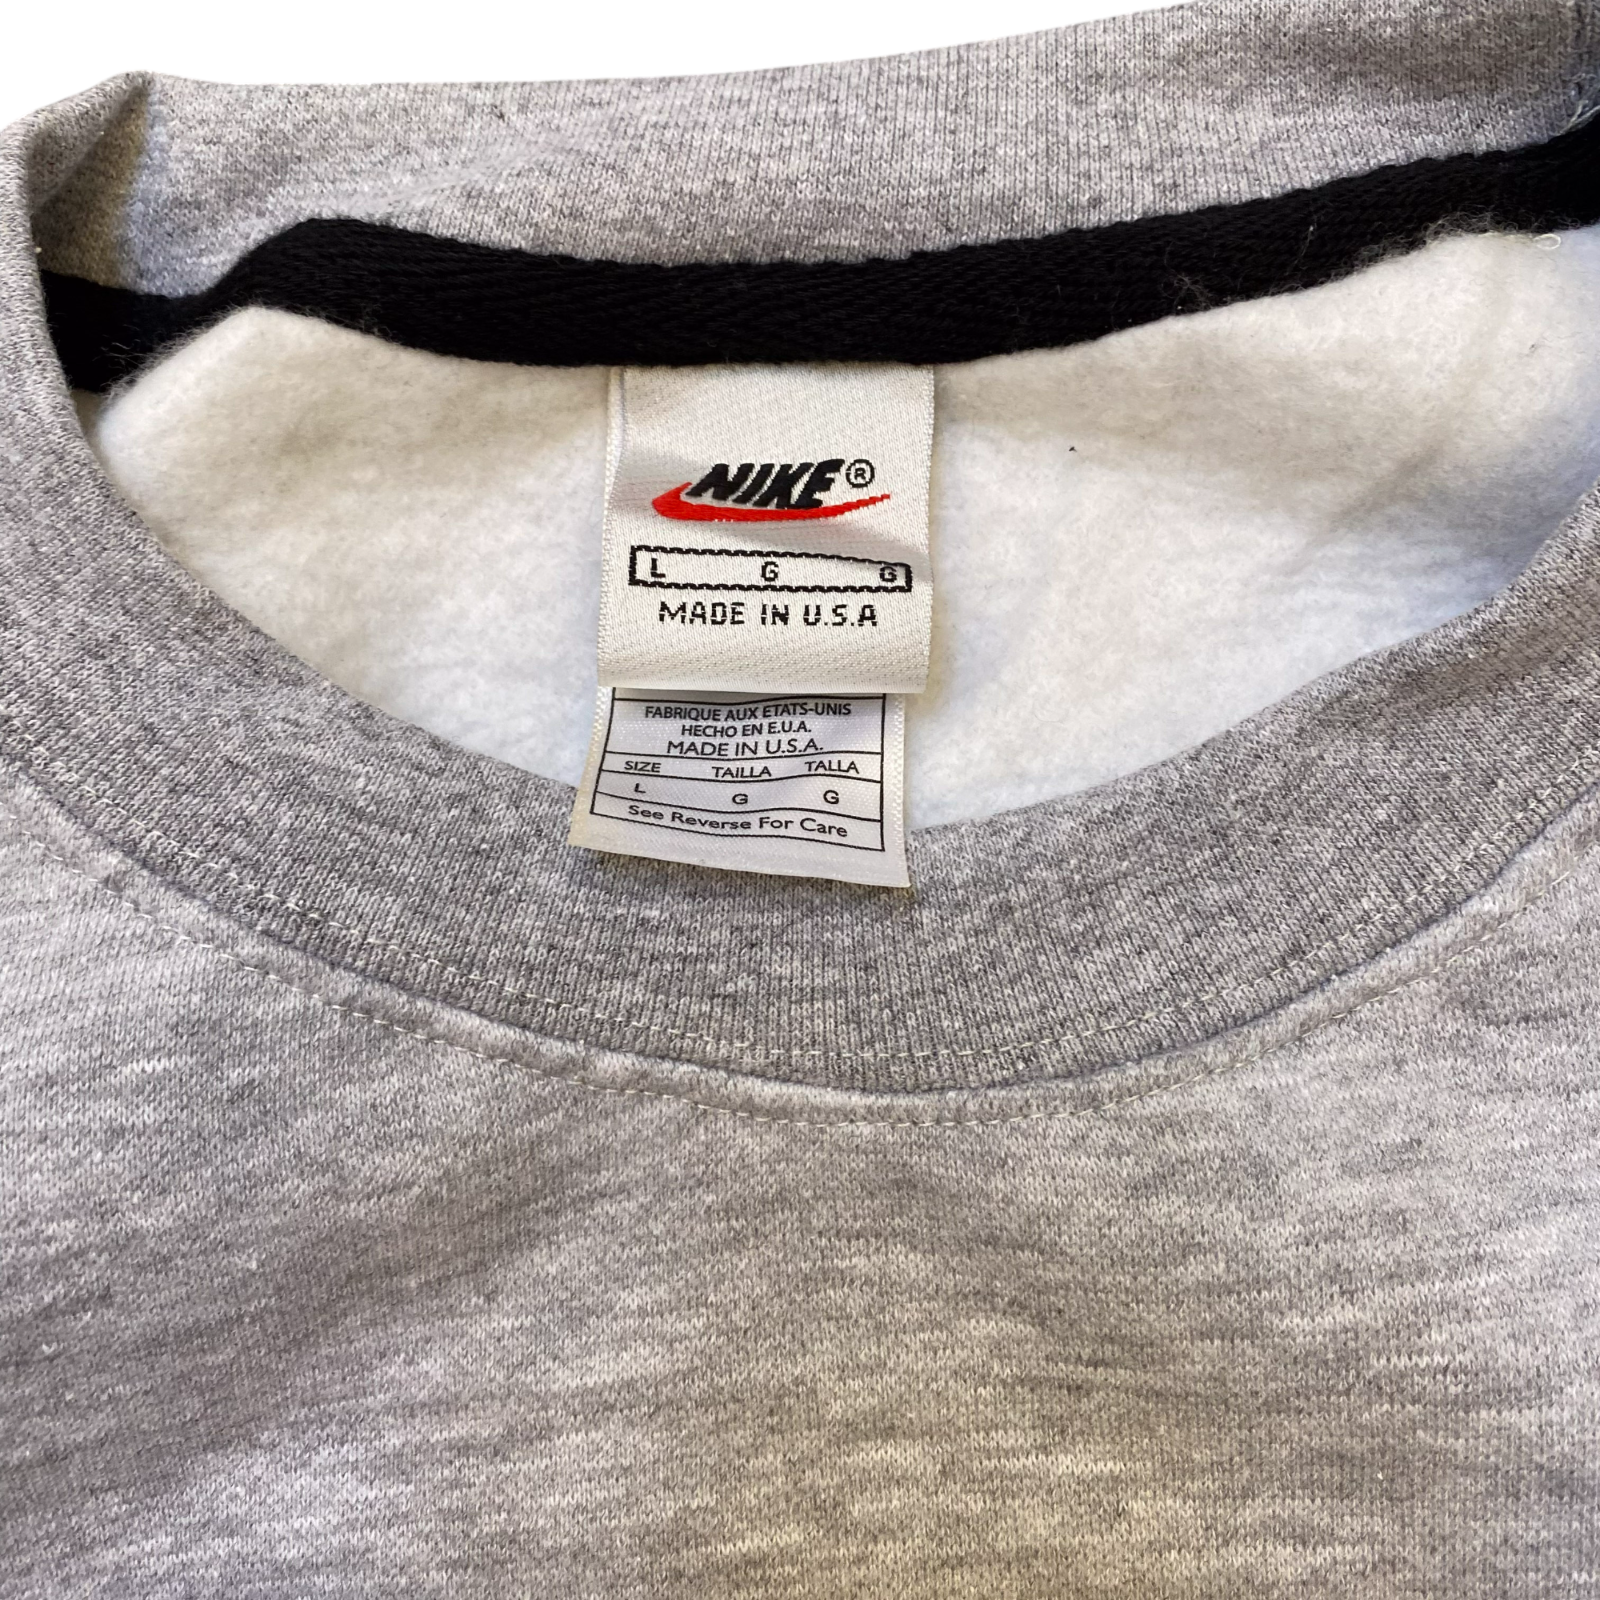 NIKE®
L G G
MADE IN U.S.A
FABRIQUE AUX ETATS-UNIS
HECHO EN E.U.A.
MADE IN U.S.A.
SIZE TAILLA TALLA
L G G
See Reverse For Care